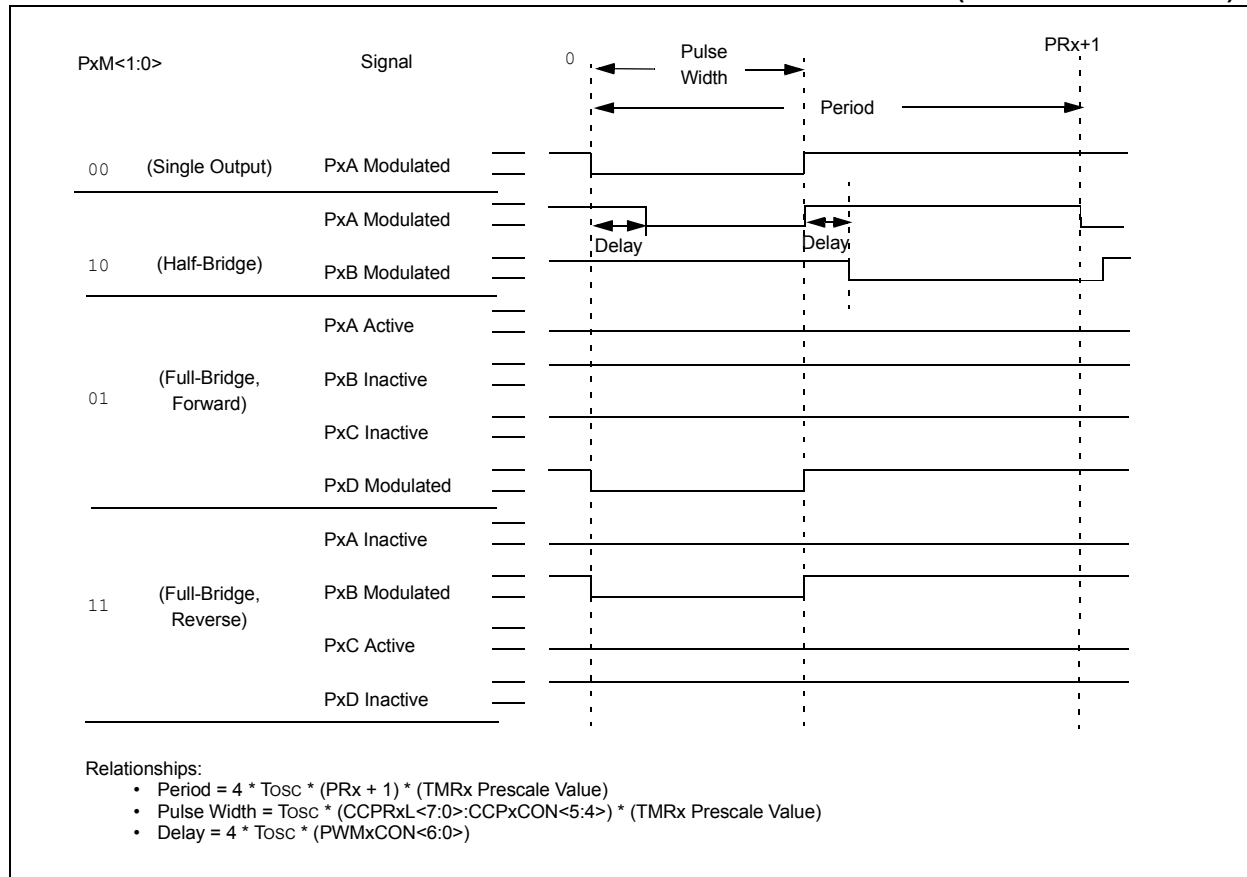 PxM<1:0>
Signal
0
Pulse
Width
PRx+1
Period
00
(Single Output)
PxA Modulated
PxA Modulated
Delay
Delay
10
(Half-Bridge)
PxB Modulated
PxA Active
01
(Full-Bridge,
Forward)
PxB Inactive
PxC Inactive
PxD Modulated
PxA Inactive
11
(Full-Bridge,
Reverse)
PxB Modulated
PxC Active
PxD Inactive
Relationships:
• Period = 4 * TOSC * (PRx + 1) * (TMRx Prescale Value)
• Pulse Width = TOSC * (CCPRxL<7:0>:CCPxCON<5:4>) * (TMRx Prescale Value)
• Delay = 4 * TOSC * (PWMxCON<6:0>)